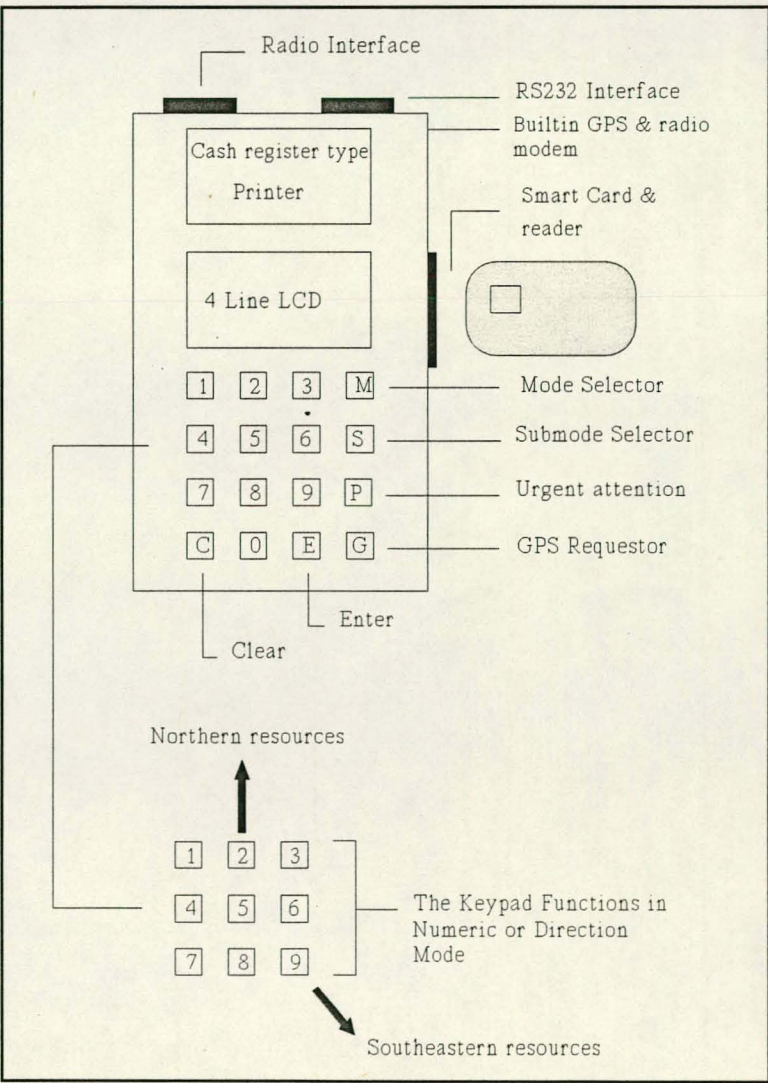 Radio Interface
RS232 Interface
Builtin GPS & radio
modem
Cash register type
Printer
Smart Card &
reader
4 Line LCD
1 2 3 M
Mode Selector
4 5 6 S
Submode Selector
7 8 9 P
Urgent attention
C 0 E G
GPS Requestor
Enter
Clear
Northern resources
1 2 3
4 5 6
The Keypad Functions in
Numeric or Direction
Mode
7 8 9
Southeastern resources